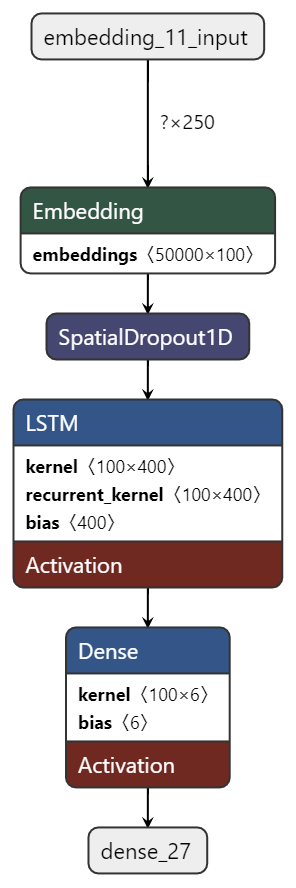 embedding_11_input
?×250
Embedding
embeddings 〈50000×100〉
SpatialDropout1D
LSTM
kernel 〈100×400〉
recurrent_kernel 〈100×400〉
bias 〈400〉
Activation
Dense
kernel 〈100×6〉
bias 〈6〉
Activation
dense_27